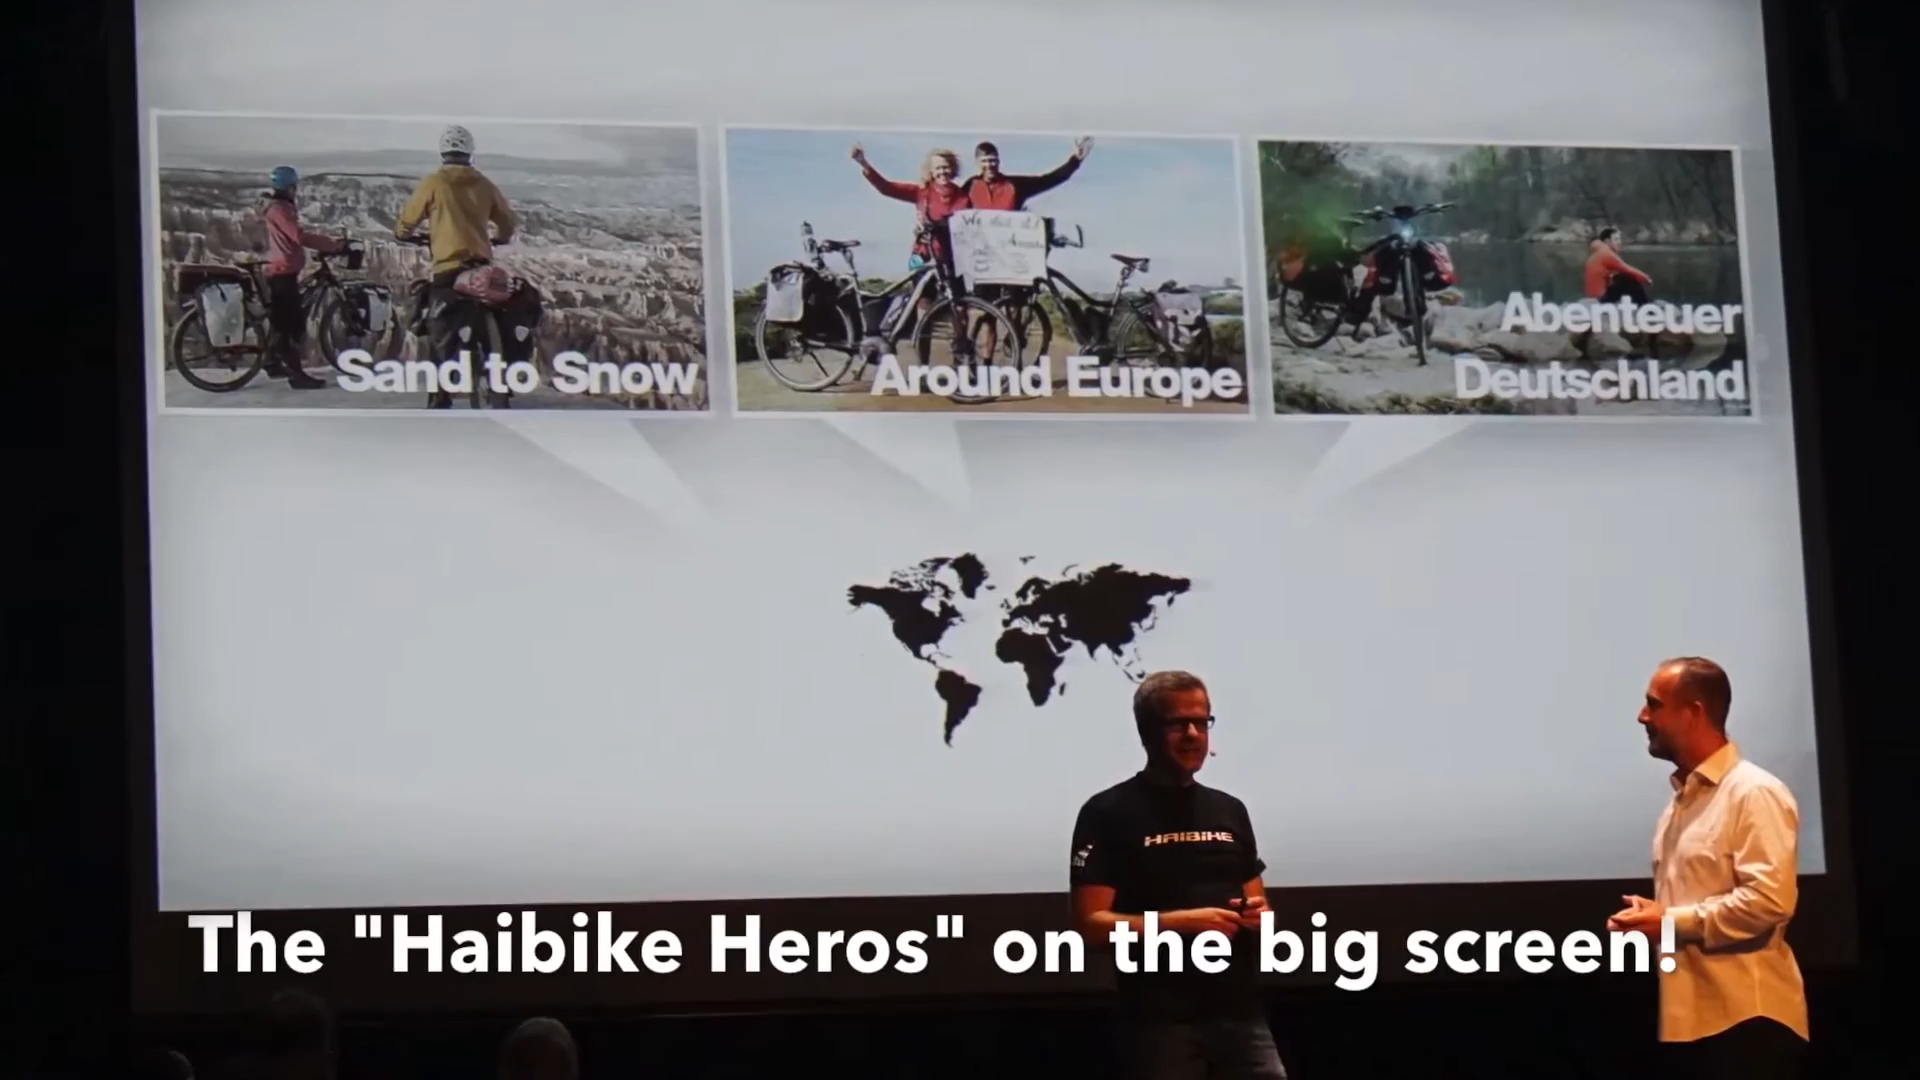 Sand to Snow
Around Europe
Abenteuer
Deutschland
HAIBIKE
The "Haibike Heros" on the big screen!